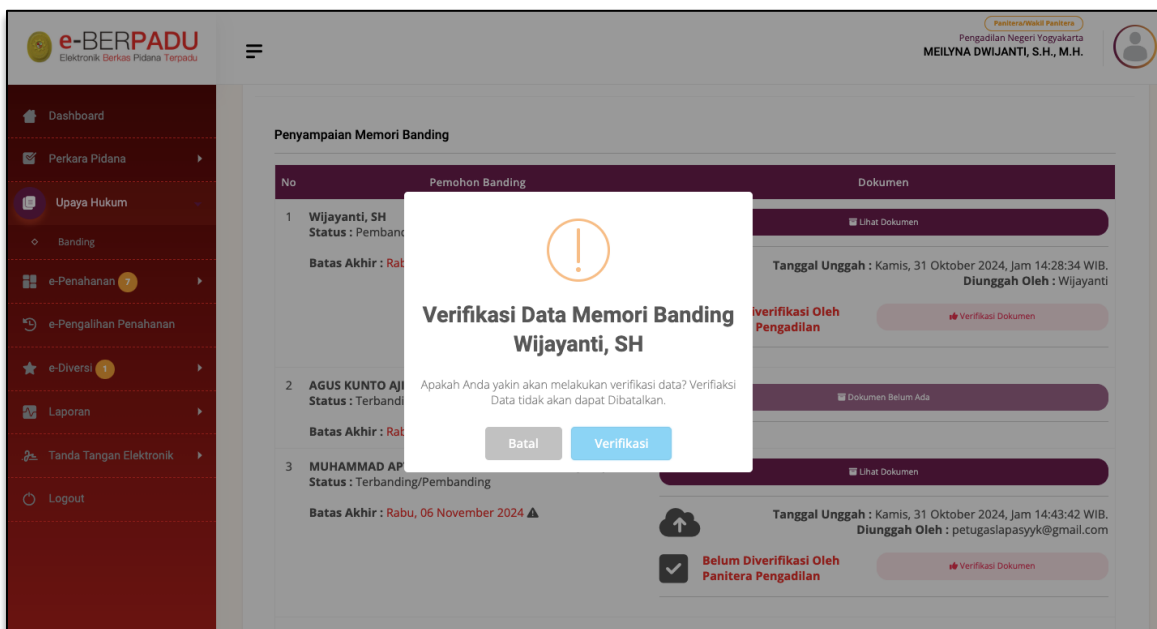 e-BERPADU
Elektronik Berkas Pidana Terpadu
Panitera/Wakil Panitera
Pengadilan Negeri Yogyakarta
MEILYNA DWIJANTI, S.H., M.H.
Dashboard
Perkara Pidana
Upaya Hukum
Banding
e-Penahanan 7
e-Pengalihan Penahanan
e-Diversi 1
Laporan
Tanda Tangan Elektronik
Logout
Penyampaian Memori Banding
No Pemohon Banding Dokumen
1 Wijayanti, SH
Status :
Batas Akhir :
Lihat Dokumen
Tanggal Unggah : Kamis, 31 Oktober 2024, Jam 14:28:34 WIB.
Diunggah Oleh : Wijayanti
iverifikasi Oleh
Pengadilan
Verifikasi Dokumen
2 AGUS KUNTO AJI
Status :
Batas Akhir :
Dokumen Belum Ada
3 MUHAMMAD
Status : Terbanding/Pembanding
Batas Akhir : Rabu, 06 November 2024
Lihat Dokumen
Tanggal Unggah : Kamis, 31 Oktober 2024, Jam 14:43:42 WIB.
Diunggah Oleh : petugaslapasyyk@gmail.com
Belum Diverifikasi Oleh
Panitera Pengadilan
Verifikasi Dokumen
Verifikasi Data Memori Banding
Wijayanti, SH
Apakah Anda yakin akan melakukan verifikasi data? Verifiaksi
Data tidak akan dapat Dibatalkan.
Batal
Verifikasi